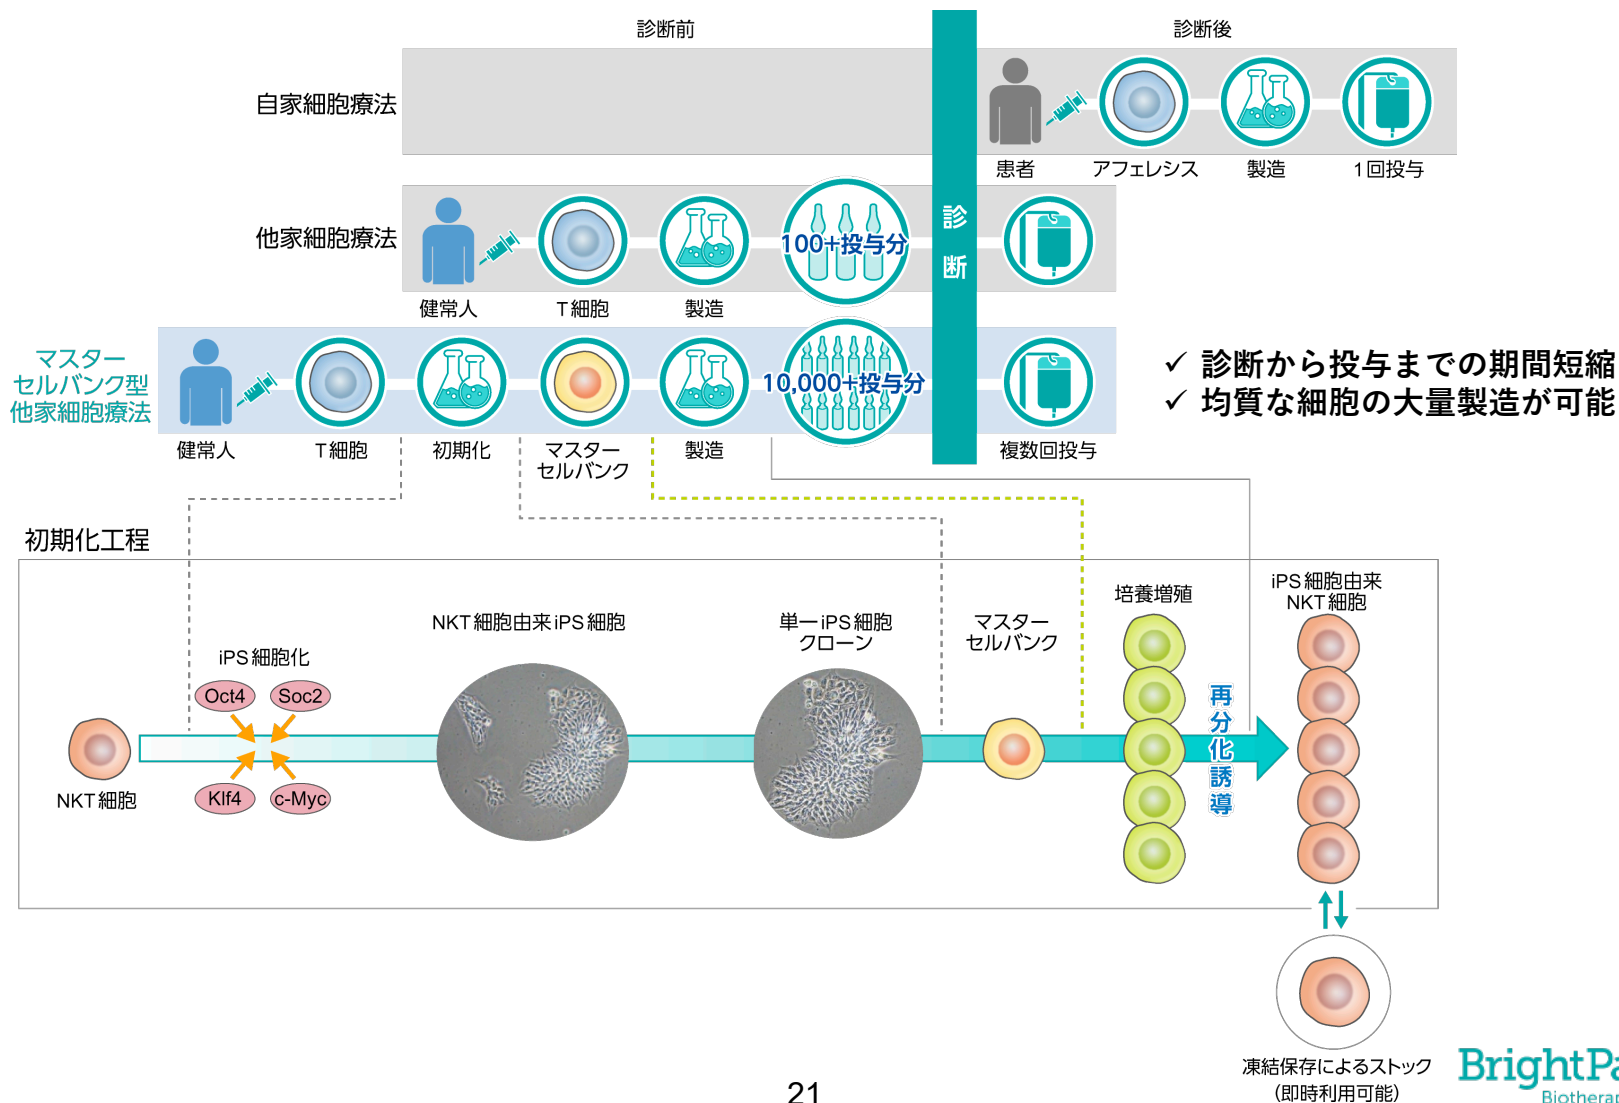 診断前
診断後
自家細胞療法
患者
アフェレシス
製造
1回投与
他家細胞療法
100+投与分
診断
健常人
T細胞
製造
マスター
セルバンク型
他家細胞療法
10,000+投与分
健常人
T細胞
初期化
マスター
セルバンク
製造
複数回投与
✓ 診断から投与までの期間短縮
✓ 均質な細胞の大量製造が可能
初期化工程
NKT細胞
iPS細胞化
Oct4
Soc2
Klf4
c-Myc
NKT細胞由来iPS細胞
単一iPS細胞
クローン
マスター
セルバンク
培養増殖
再分化誘導
iPS細胞由来
NKT細胞
凍結保存によるストック
(即時利用可能)
21
BrightPa
Biotherap